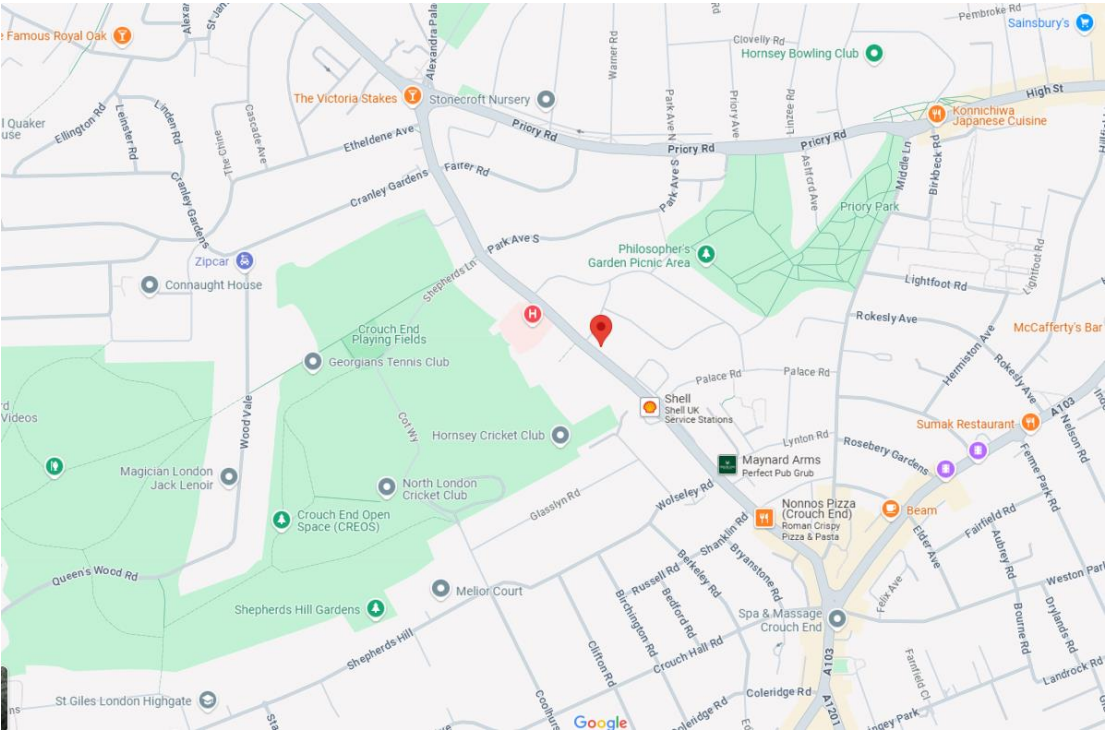 Alexandra Pala
Rd
Pembroke Rd
Sainsbury's
Famous Royal Oak
Warner Rd
Clovelly Rd
Hornsey Bowling Club
The Victoria Stakes
Stonecroft Nursery
High St
Konnichiwa
Japanese Cuisine
l Quaker
use
Ellington Rd
Leinster Rd
Linden Rd
The Chine
Cascade Ave
Etheldene Ave
Priory Rd
Priory Rd
Priory Rd
Park Ave N
Priory Ave
Linzee Rd
Middle Ln
Birkbeck Rd
Farrer Rd
Cranley Gardens
Cranley Gardens
Park Ave S
Ashford Ave
Priory Park
Park Ave S
Philosopher's
Garden Picnic Area
Zipcar
Connaught House
Shepherds Ln
Lightfoot Rd
Lightfoot Rd
H
Crouch End
Playing Fields
Rokesly Ave
McCafferty's Bar
Georgians Tennis Club
Hermiston Ave
Rokesly Ave
Palace Rd
Palace Rd
Videos
Wood Vale
Cot Wy
Shell
Shell UK
Service Stations
A103
Sumak Restaurant
Nelson Rd
Hornsey Cricket Club
Lynton Rd
Rosebery Gardens
Magician London
Jack Lenoir
Maynard Arms
Perfect Pub Grub
Ferme Park Rd
North London
Cricket Club
Glasslyn Rd
Wolseley Rd
Crouch End Open
Space (CREOS)
Nonnos Pizza
(Crouch End)
Roman Crispy
Pizza & Pasta
Beam
Shanklin Rd
Elder Ave
Fairfield Rd
Aubrey Rd
Queen's Wood Rd
Russell Rd
Berkeley Rd
Bryanstone Rd
Weston Park
Melior Court
Felix Ave
Shepherds Hill Gardens
Birchington Rd
Bedford Rd
Spa & Massage
Crouch End
Bourne Rd
Drylands Rd
Shepherds Hill
Clifton Rd
Crouch Hall Rd
A103
Farnfield Cl
Landrock Rd
St Giles London Highgate
Coolhurs
Coleridge Rd
Coleridge Rd
A1201
Google
ngey Park